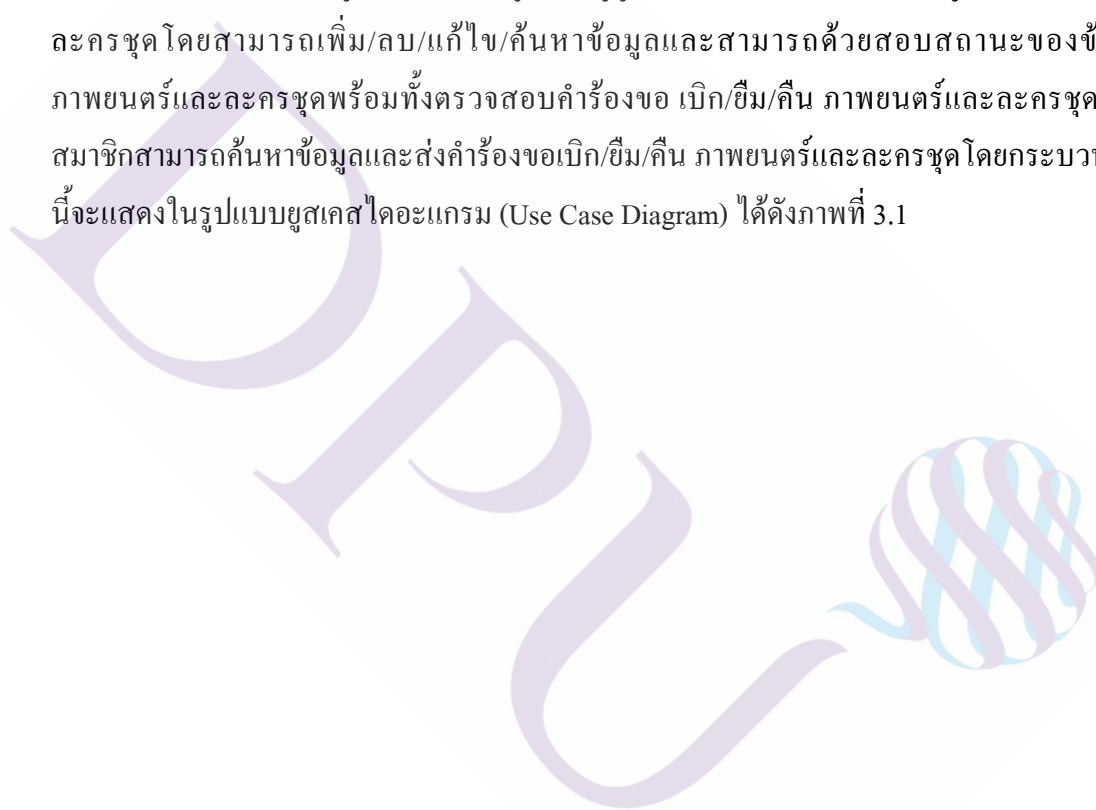 ละครชุดโดยสามารถเพิ่ม/ลบ/แก้ไข/ค้นหาข้อมูลและสามารถด้วยสอบสถานะของข้
ภาพยนตร์และละครชุดพร้อมทั้งตรวจสอบคำร้องขอ เบิก/ยืม/คืน ภาพยนตร์และละครชุด
สมาชิกสามารถค้นหาข้อมูลและส่งคำร้องขอเบิก/ยืม/คืน ภาพยนตร์และละครชุดโดยกระบวน
นี้จะแสดงในรูปแบบยูสเคสไดอะแกรม (Use Case Diagram) ได้ดังภาพที่ 3.1
DPU